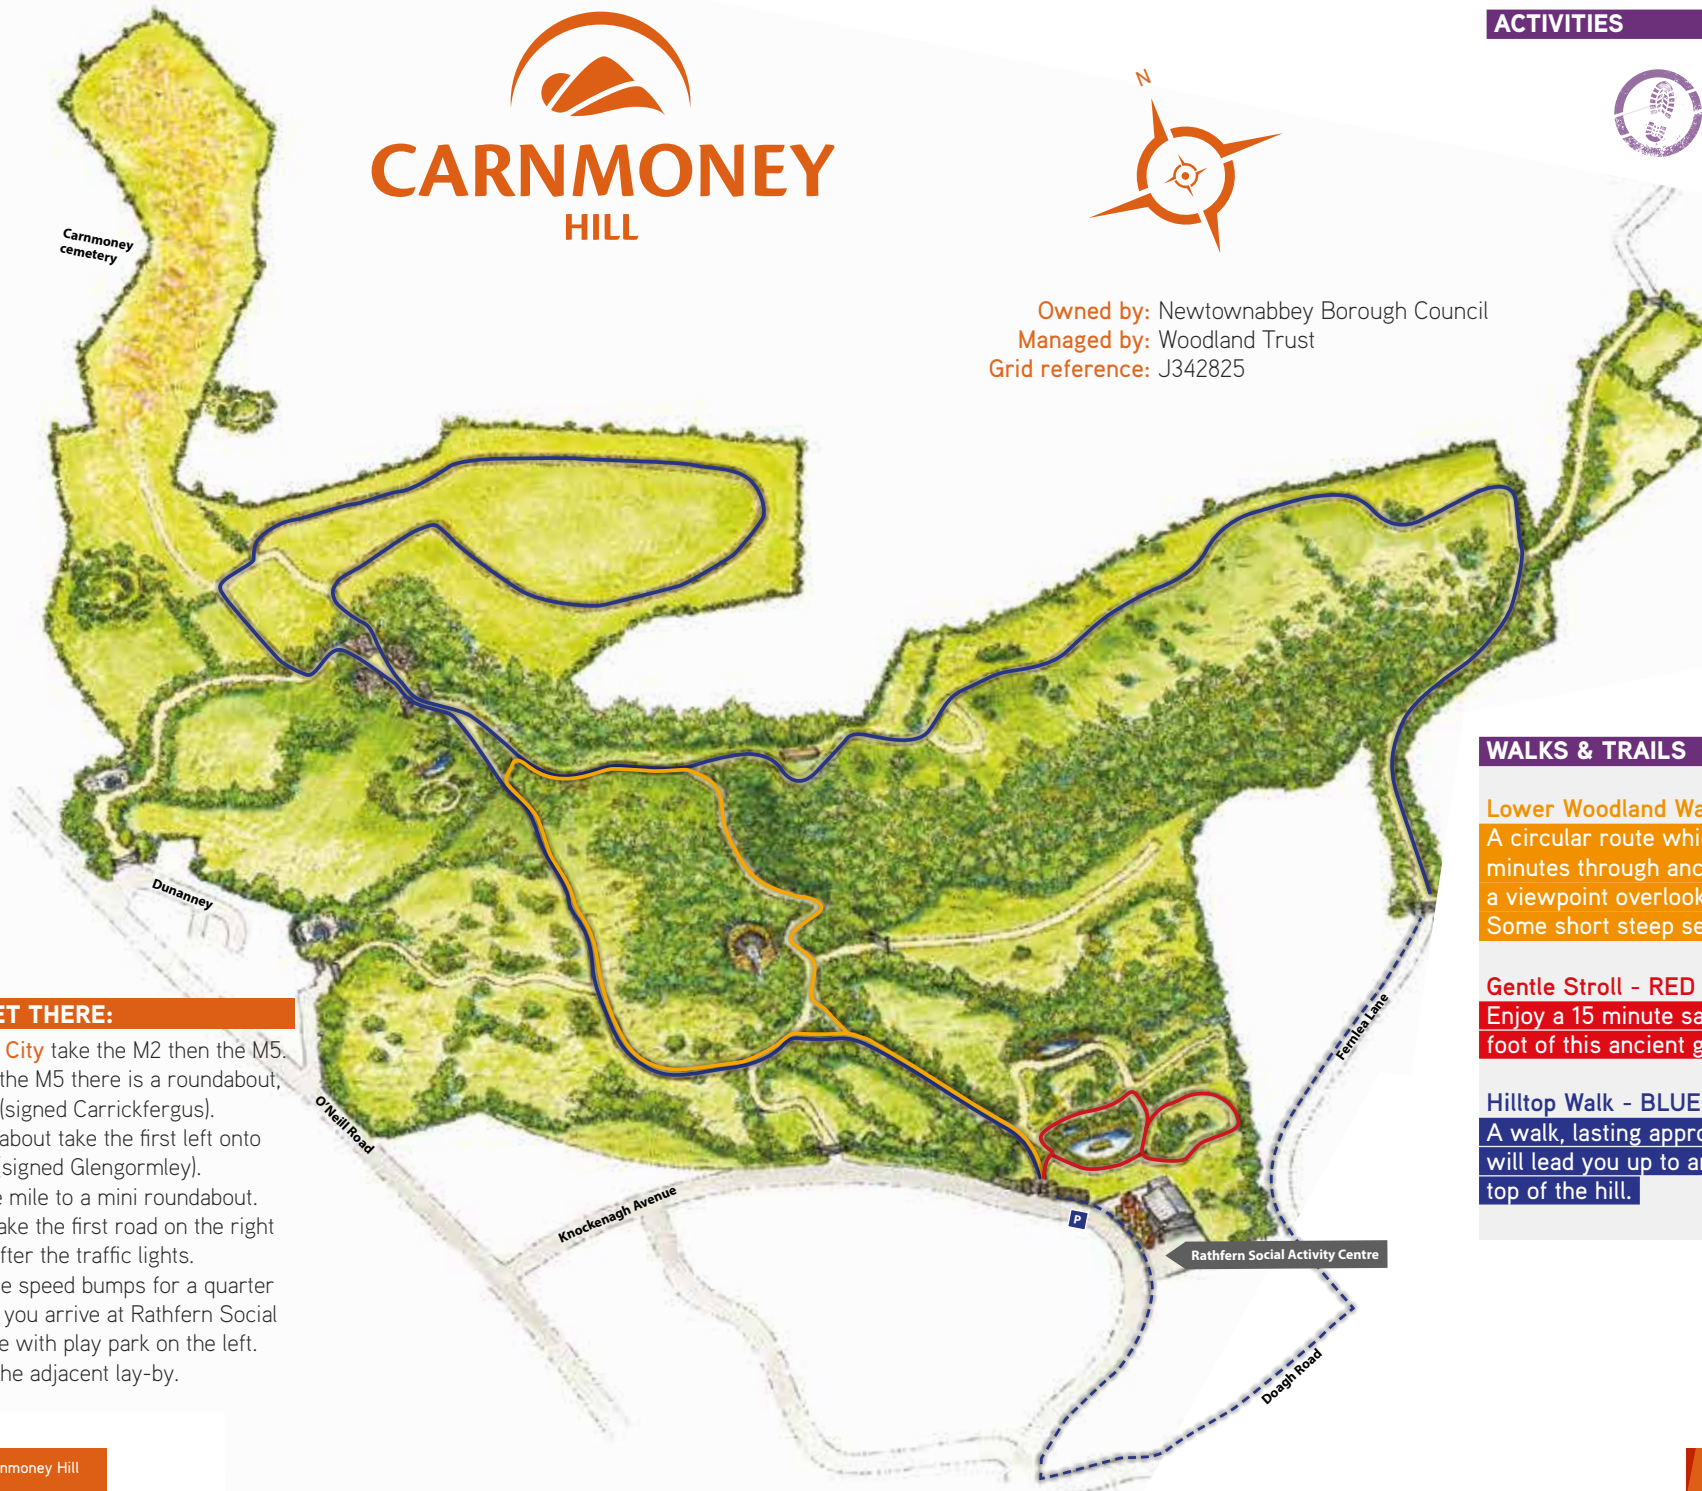 ACTIVITIES
N
CARNMONEY
HILL
Carnmoney
cemetery
Owned by: Newtownabbey Borough Council
Managed by: Woodland Trust
Grid reference: J342825
WALKS & TRAILS
Lower Woodland Wa
A circular route whi
minutes through anc
a viewpoint overlook
Some short steep se
Gentle Stroll - RED
Enjoy a 15 minute sa
foot of this ancient g
Hilltop Walk - BLUE
A walk, lasting appro
will lead you up to an
top of the hill.
Dunanney
O'Neill Road
Knockenagh Avenue
P
Fernlea Lane
Rathfern Social Activity Centre
Doagh Road
ET THERE:
City take the M2 then the M5.
the M5 there is a roundabout,
(signed Carrickfergus).
about take the first left onto
(signed Glengormley).
e mile to a mini roundabout.
ake the first road on the right
fter the traffic lights.
e speed bumps for a quarter
you arrive at Rathfern Social
e with play park on the left.
he adjacent lay-by.
nmoney Hill